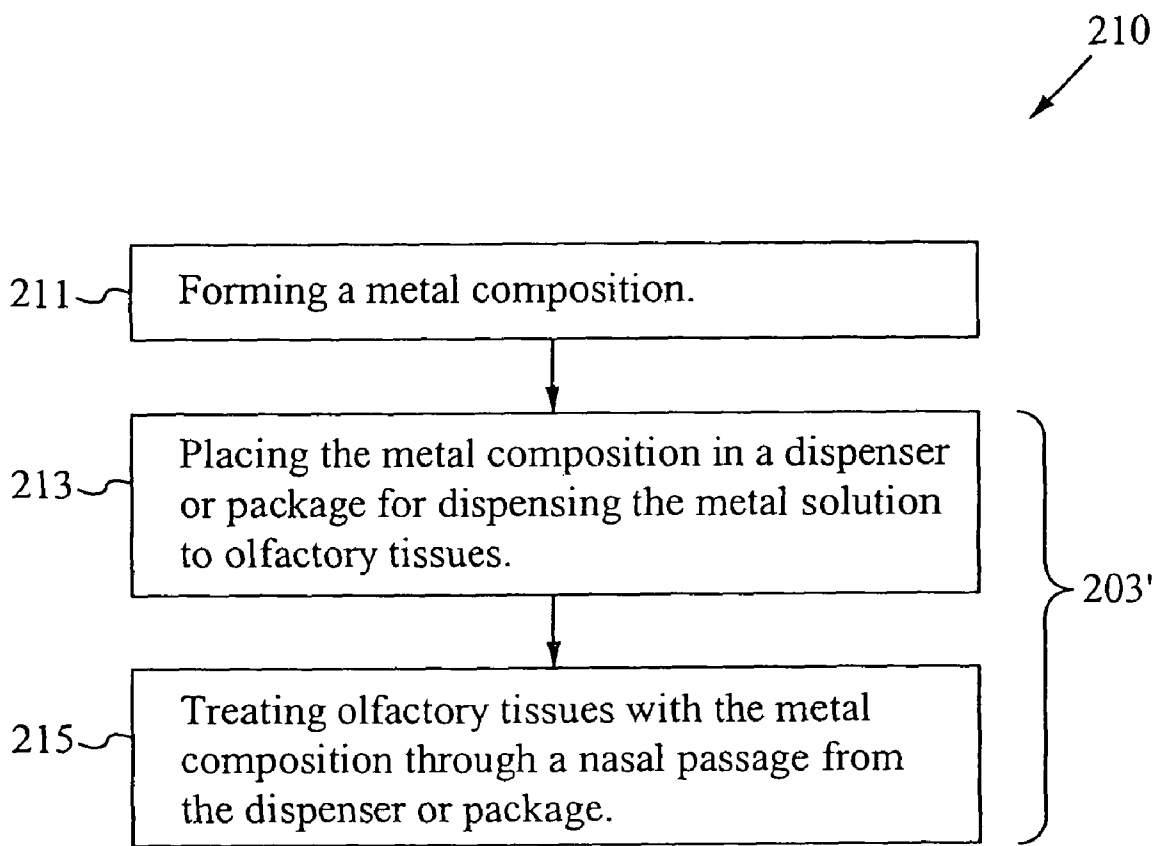 210
211
Forming a metal composition.
213
Placing the metal composition in a dispenser
or package for dispensing the metal solution
to olfactory tissues.
203'
215
Treating olfactory tissues with the metal
composition through a nasal passage from
the dispenser or package.